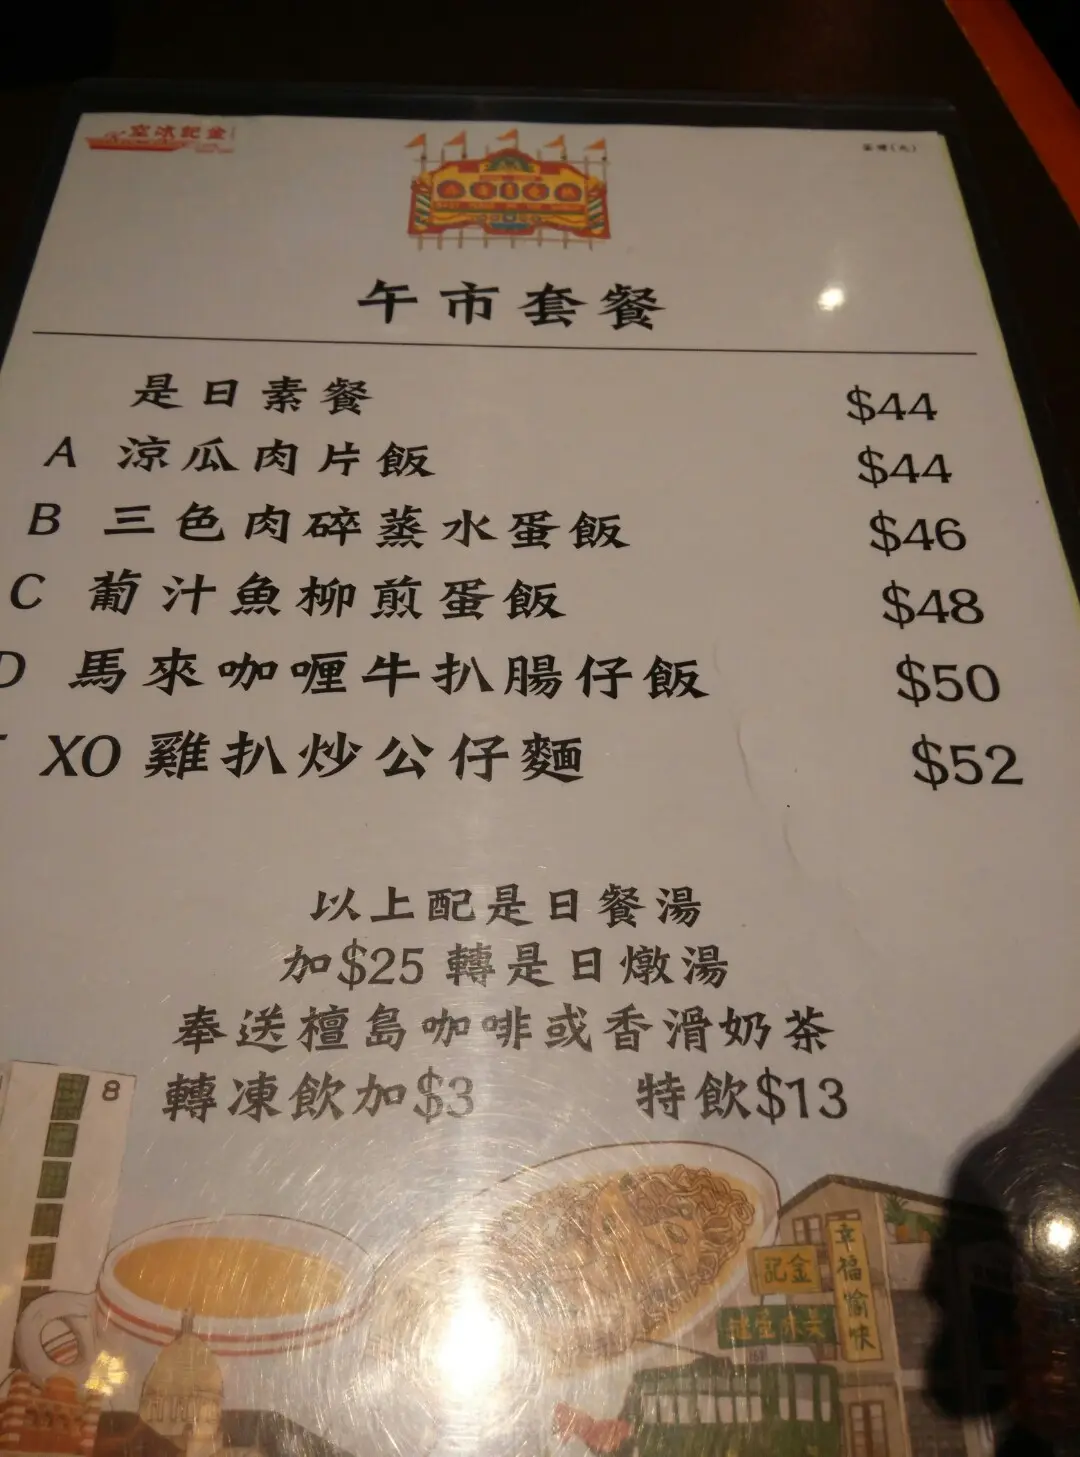 金記冰室
午市套餐
是日素餐 $44
A 涼瓜肉片飯 $44
B 三色肉碎蒸水蛋飯 $46
C 葡汁魚柳煎蛋飯 $48
D 馬來咖喱牛扒腸仔飯 $50
XO 雞扒炒公仔麵 $52
以上配是日餐湯
加$25 轉是日燉湯
奉送檀島咖啡或香滑奶茶
轉凍飲加$3 特飲$13
8
幸福愉味
金記